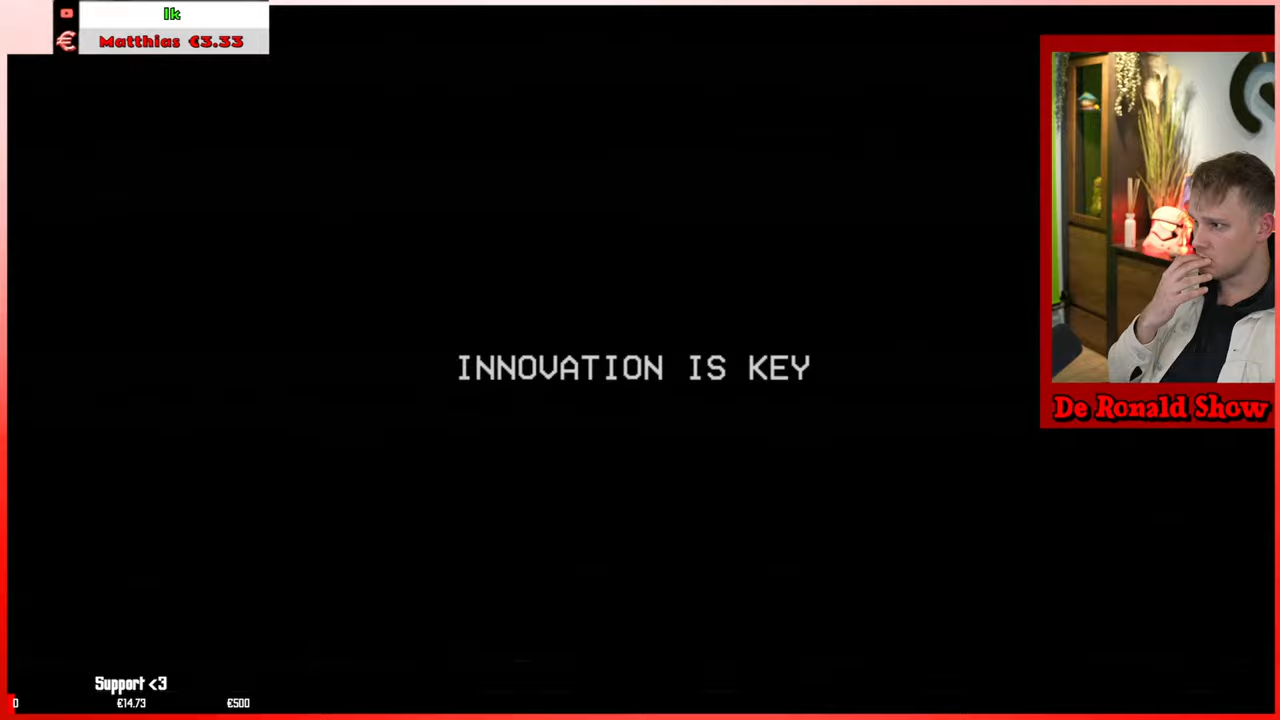 Ik
Matthias €3.33
INNOVATION IS KEY
De Ronald Show
Support <3
0
€14.73
€500